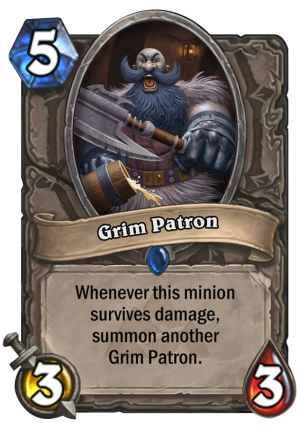 5
Grim Patron
Whenever this minion
survives damage,
summon another
Grim Patron.
3
3